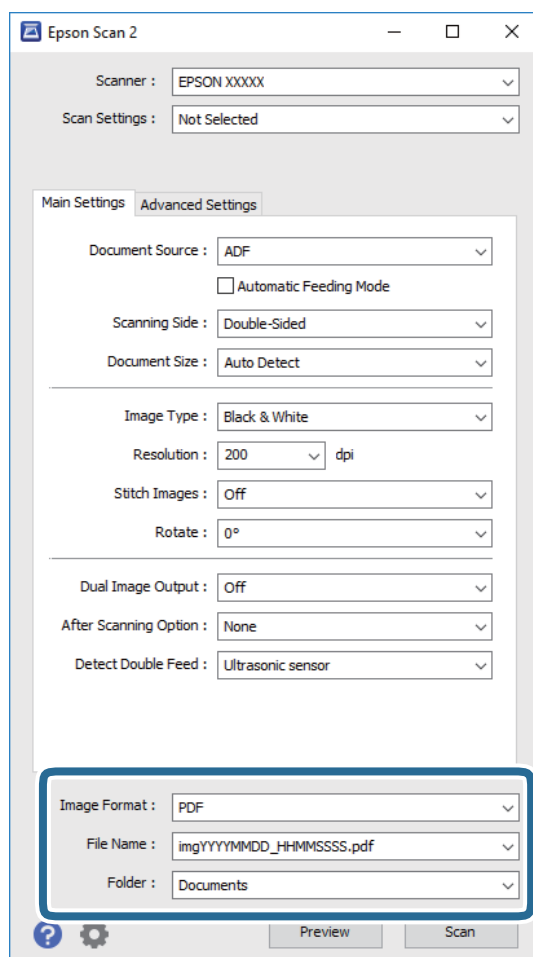 Epson Scan 2
Scanner : EPSON XXXXX
Scan Settings : Not Selected
Main Settings Advanced Settings
Document Source : ADF
Automatic Feeding Mode
Scanning Side : Double-Sided
Document Size : Auto Detect
Image Type : Black & White
Resolution : 200 dpi
Stitch Images : Off
Rotate : 0°
Dual Image Output : Off
After Scanning Option : None
Detect Double Feed : Ultrasonic sensor
Image Format : PDF
File Name : imgYYYYMMDD_HHMMSSSS.pdf
Folder : Documents
? Preview Scan